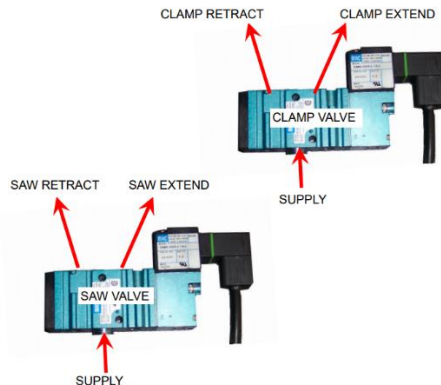 CLAMP RETRACT
CLAMP EXTEND
CLAMP VALVE
SUPPLY
SAW RETRACT
SAW EXTEND
SAW VALVE
SUPPLY